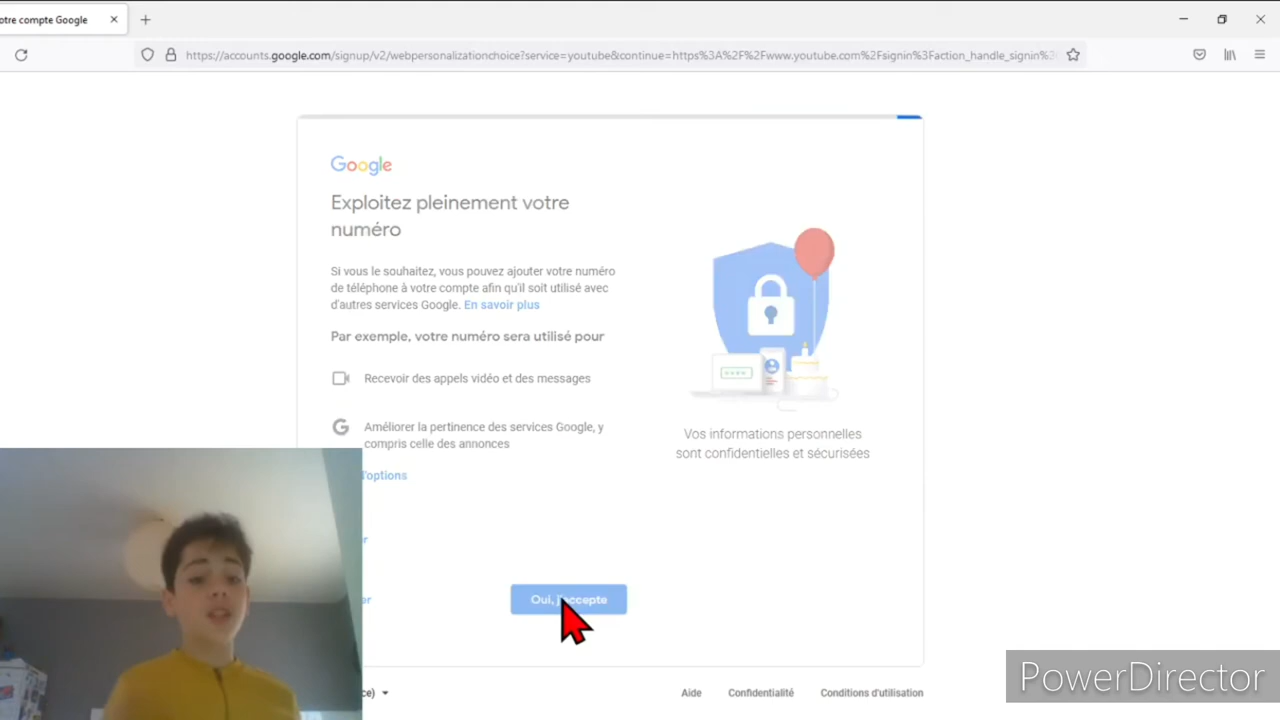 otre compte Google
https://accounts.google.com/signup/v2/webpersonalizationchoice?service=youtube&continue=https%3A%2F%2Fwww.youtube.com%2Fsignin%3Faction_handle_signin%
Google
Exploitez pleinement votre
numéro
Si vous le souhaitez, vous pouvez ajouter votre numéro
de téléphone à votre compte afin qu'il soit utilisé avec
d'autres services Google. En savoir plus
Par exemple, votre numéro sera utilisé pour
Recevoir des appels vidéo et des messages
G Améliorer la pertinence des services Google, y
compris celle des annonces
d'options
r
er
Oui, j'accepte
Vos informations personnelles
sont confidentielles et sécurisées
ce)
Aide Confidentialité Conditions d'utilisation
PowerDirector